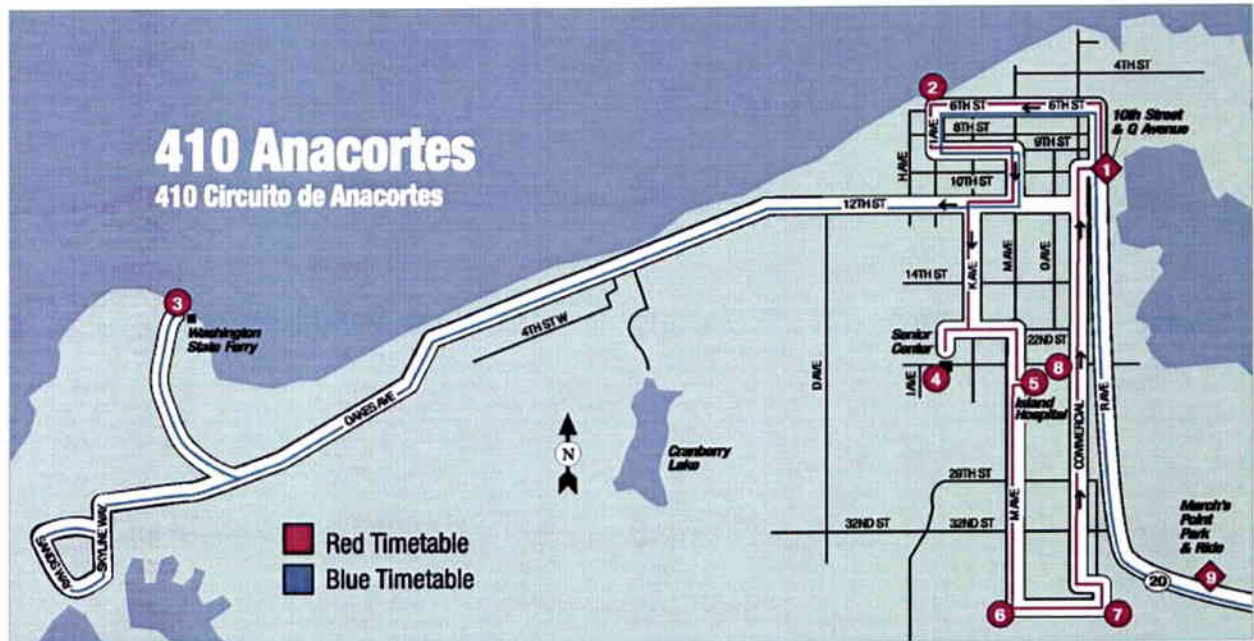 410 Anacortes
410 Circuito de Anacortes
4TH ST
2
6TH ST
6TH ST
10th Street
& Q Avenue
I AVE
8TH ST
9TH ST
1
H AVE
10TH ST
12TH ST
K AVE
M AVE
O AVE
14TH ST
3
Washington
State Ferry
4TH ST W
22ND ST
Senior
Center
8
D AVE
I AVE
4
5
Island
Hospital
COMMERCIAL
R AVE
OAKES AVE
N
Cranberry
Lake
29TH ST
M AVE
32ND ST
32ND ST
March's
Point
Park
& Ride
SKYLINE WAY
SANDS WAY
Red Timetable
Blue Timetable
20
9
6
7